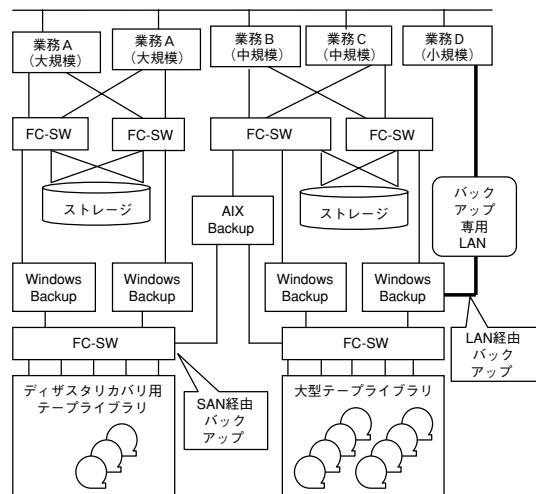 業務A
（大規模）
業務A
（大規模）
業務B
（中規模）
業務C
（中規模）
業務D
（小規模）
FC-SW
FC-SW
FC-SW
FC-SW
ストレージ
AIX
Backup
ストレージ
バック
アップ
専用
LAN
Windows
Backup
Windows
Backup
Windows
Backup
Windows
Backup
FC-SW
FC-SW
LAN経由
バック
アップ
ディザスタリカバリ用
テープライブラリ
SAN経由
バック
アップ
大型テープライブラリ